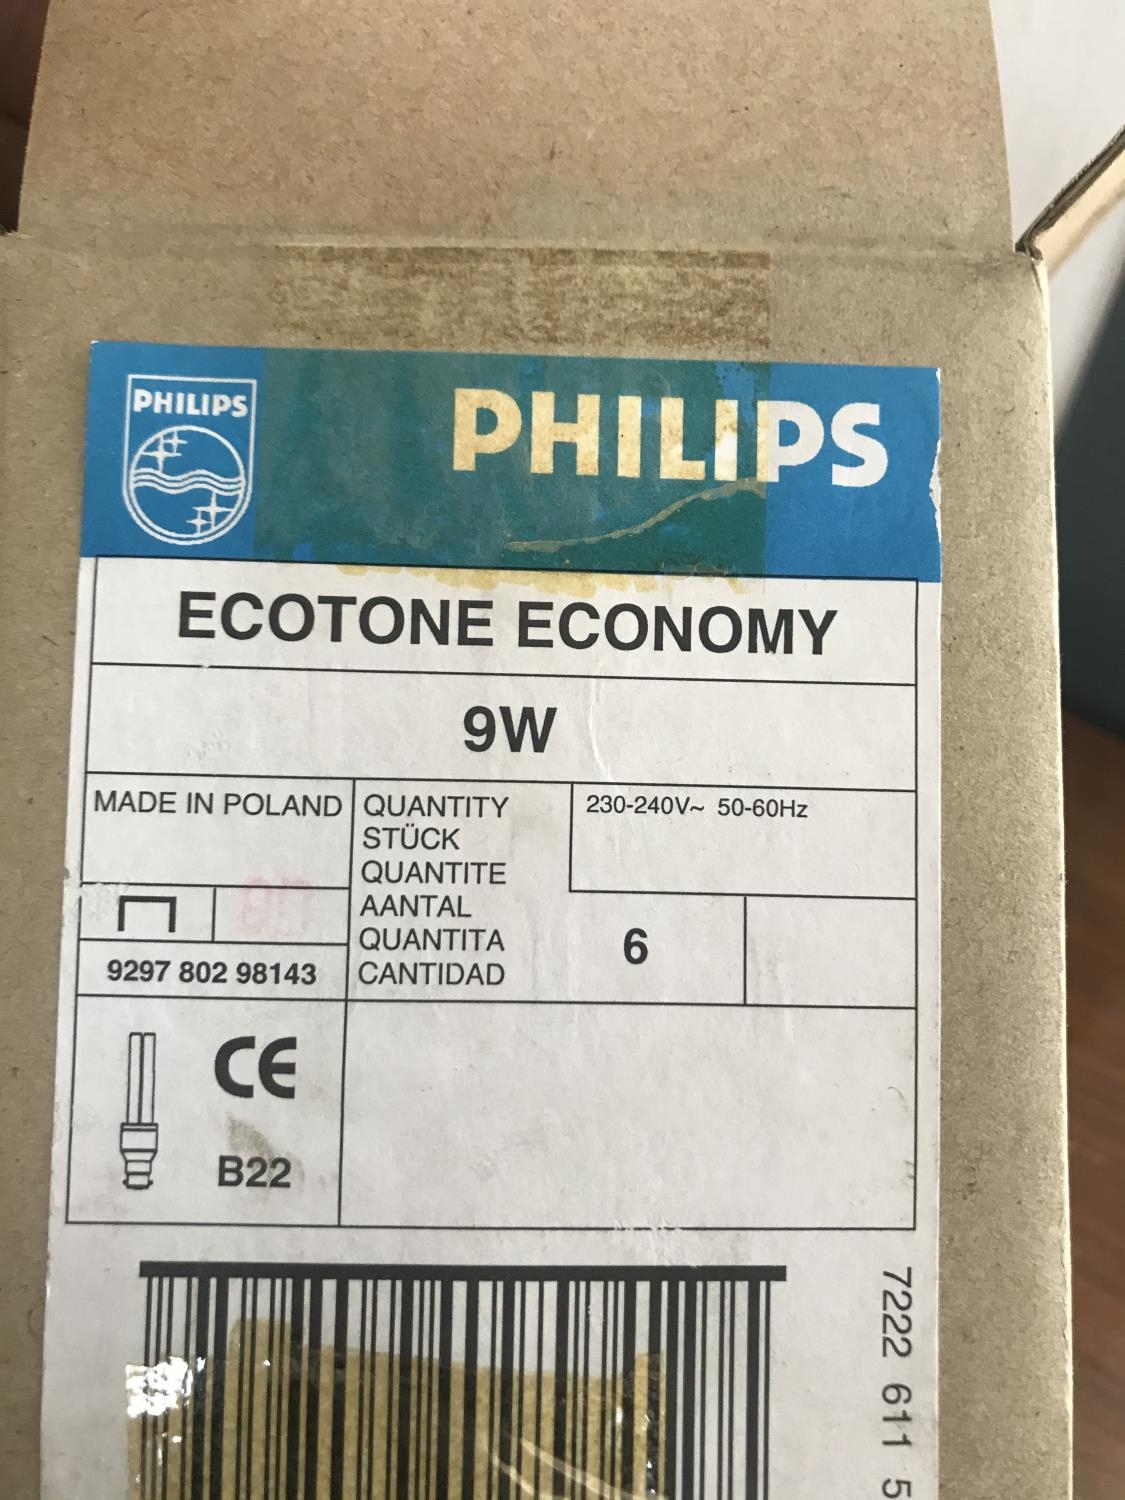 PHILIPS
PHILIPS
ECOTONE ECONOMY
9W
MADE IN POLAND
QUANTITY
STÜCK
QUANTITE
AANTAL
QUANTITA
CANTIDAD
230-240V~ 50-60Hz
6
9297 802 98143
CE
B22
7222 611 5